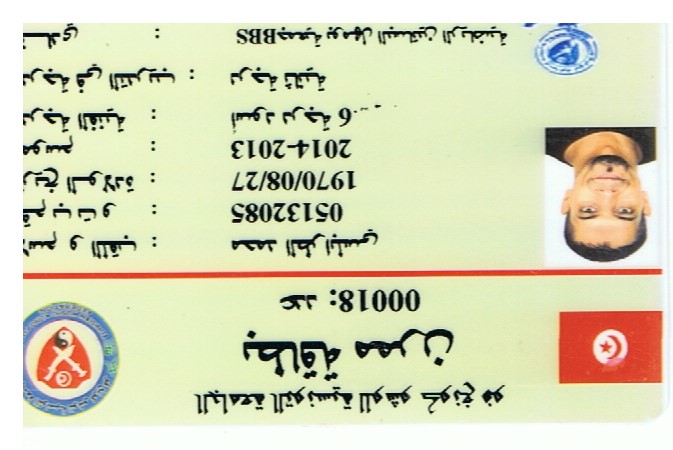 الجامعة التونسية للوشو كونغ فو
بطاقة ممرن
عدد :00018
لاسم و اللقب : محمد الطرابلسي
قم ب ت و : 05132085
ريخ الـولادة : 1970/08/27
موسم : 2014-2013
درجة الفنية : أسود درجة 6
درجة في التدريب : درجة ثانية
نـادي : BBSجمعية بومهل البساتين الرياضية